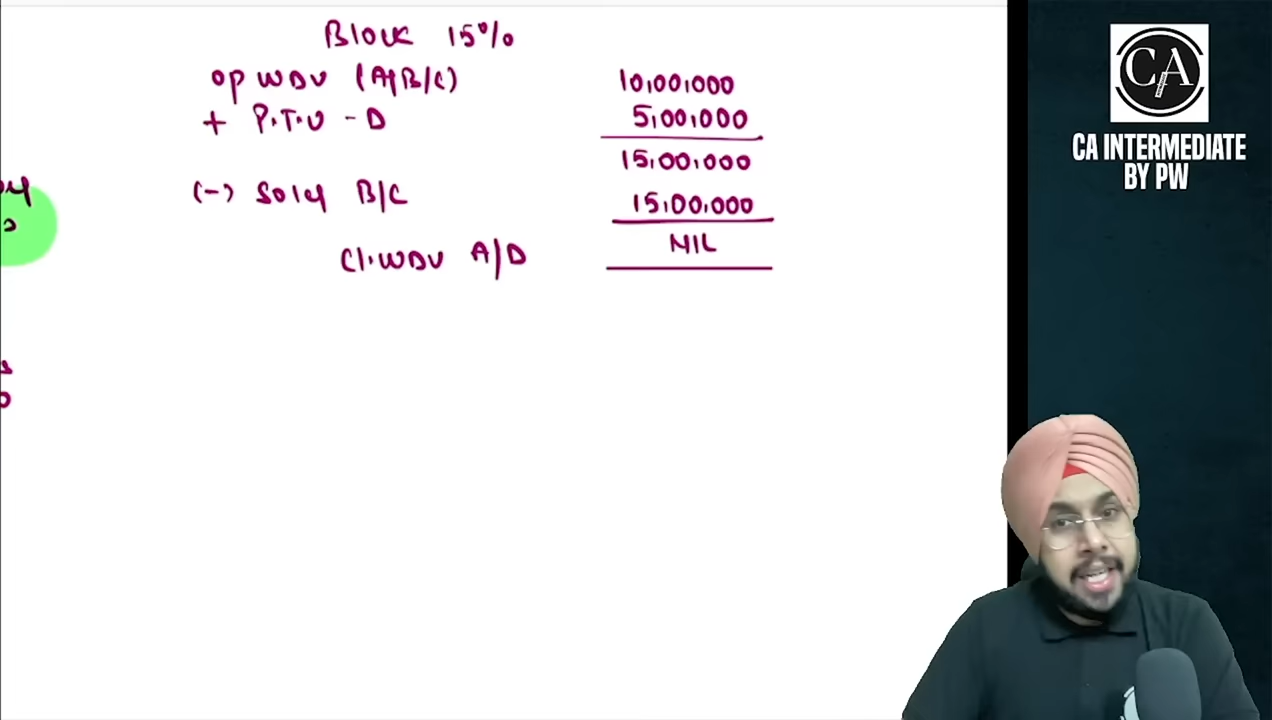 Block 15%
OP WDV (A/B/C) 10,00,000
+ P.T.U - D 5,00,000
15,00,000
(-) Sale B/C 15,00,000
Cl. WDV A/D NIL
CA
CA INTERMEDIATE
BY PW